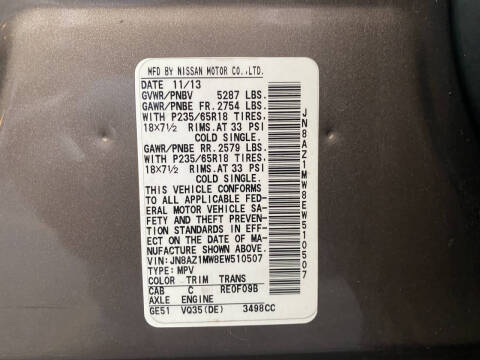 MFD BY NISSAN MOTOR CO.,LTD.
DATE 11/13
GVWR/PNBV 5287 LBS.
GAWR/PNBE FR. 2754 LBS.
WITH P235/65R18 TIRES,
18X7½ RIMS.AT 33 PSI
COLD SINGLE.
GAWR/PNBE RR. 2579 LBS.
WITH P235/65R18 TIRES,
18X7½ RIMS.AT 33 PSI
COLD SINGLE.
THIS VEHICLE CONFORMS
TO ALL APPLICABLE FED-
ERAL MOTOR VEHICLE SA-
FETY AND THEFT PREVENT-
ION STANDARDS IN EFFE-
CT ON THE DATE OF MA-
NUFACTURE SHOWN ABOVE.
VIN:JN8AZ1MW8EW510507
TYPE:MPV
COLOR TRIM TRANS
CAB C RE0F09B
AXLE ENGINE
GE51 VQ35(DE) 3498CC
JN8AZ1MW8EW510507